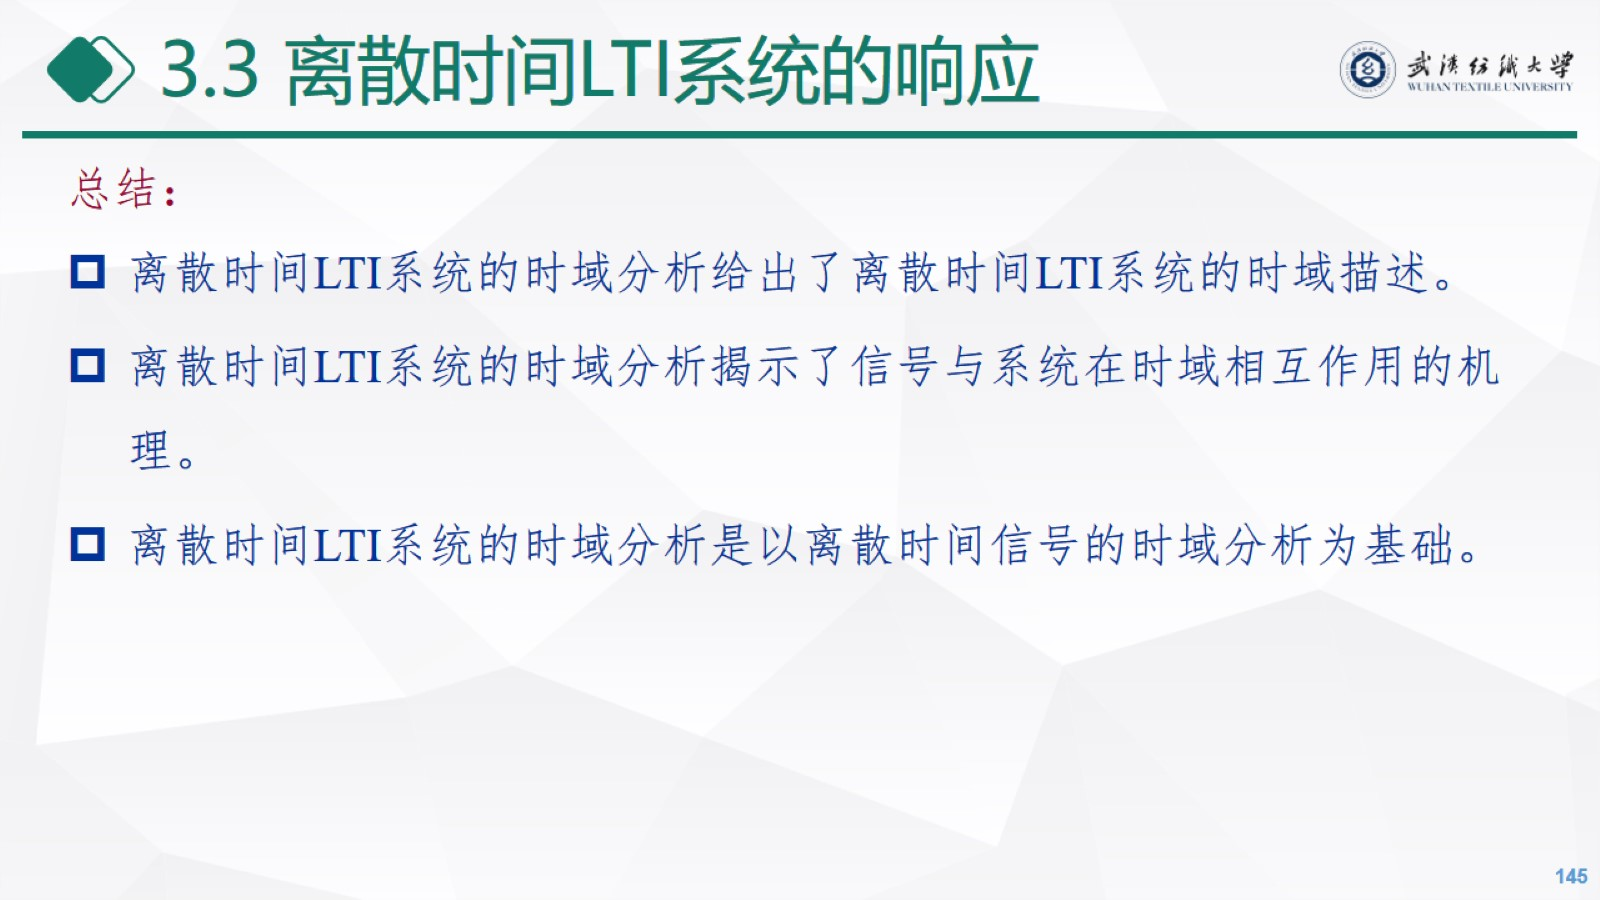 3.3 离散时间LTI系统的响应
武汉纺织大学
WUHAN TEXTILE UNIVERSITY
总结：
离散时间LTI系统的时域分析给出了离散时间LTI系统的时域描述。
离散时间LTI系统的时域分析揭示了信号与系统在时域相互作用的机
理。
离散时间LTI系统的时域分析是以离散时间信号的时域分析为基础。
145